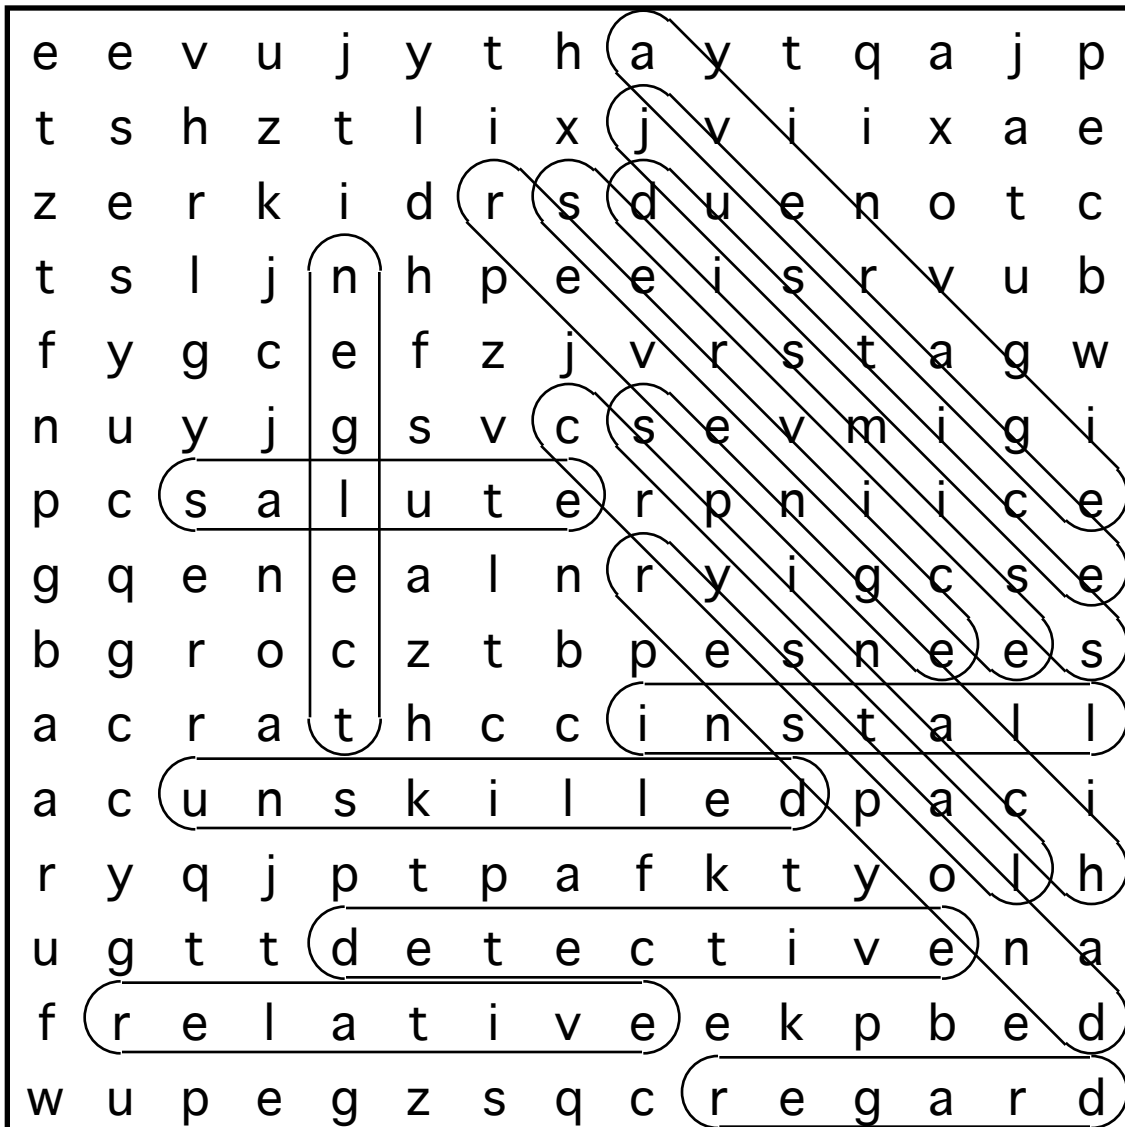 e e v u j y t h a y t q a j p
t s h z t l i x j v i i x a e
z e r k i d r s d u e n o t c
t s l j n h p e e i s r v u b
f y g c e f z j v r s t a g w
n u y j g s v c s e v m i g i
p c s a l u t e r p n i i c e
g q e n e a l n r y i g c s e
b g r o c z t b p e s n e e s
a c r a t h c c i n s t a l l
a c u n s k i l l e d p a c i
r y q j p t p a f k t y o l h
u g t t d e t e c t i v e n a
f r e l a t i v e e k p b e d
w u p e g z s q c r e g a r d